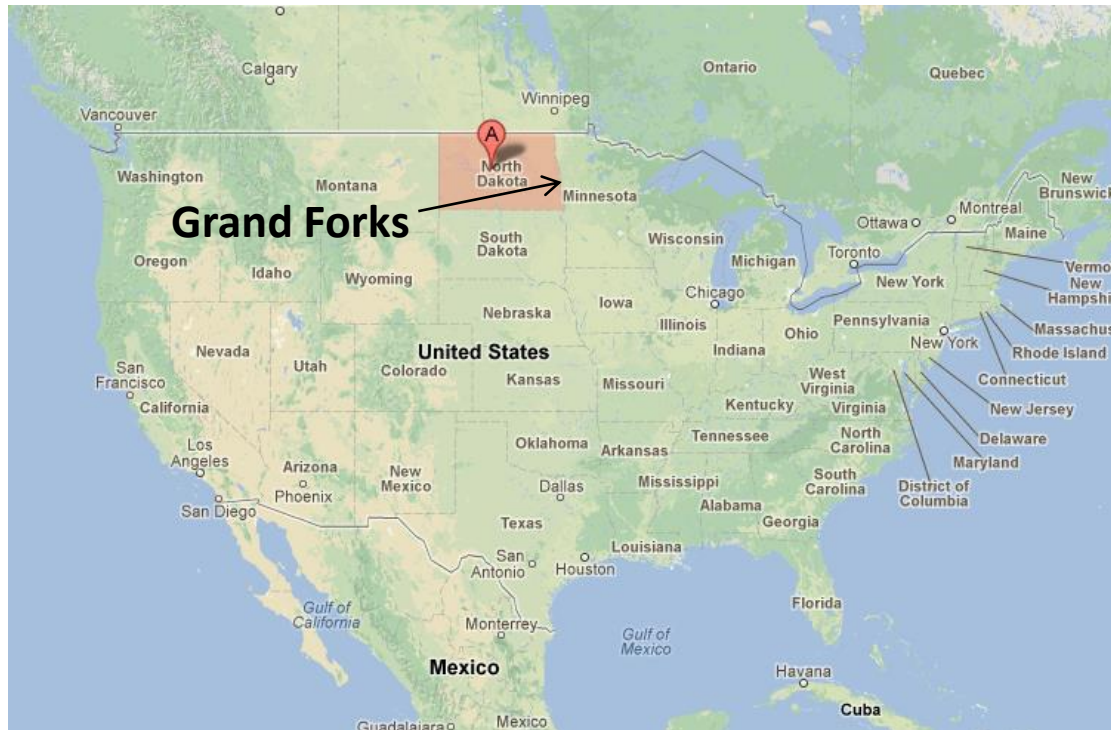 Calgary
Ontario
Quebec
Winnipeg
Vancouver
A
Washington
Montana
North
Dakota
Minnesota
New
Brunswick
Grand Forks
Ottawa
Montreal
Maine
South
Dakota
Wisconsin
Michigan
Toronto
Oregon
Idaho
Wyoming
New York
Vermo
New
Hampshi
Iowa
Chicago
Nebraska
Illinois
Ohio
Pennsylvania
New York
Massachus
Rhode Island
Nevada
Utah
Colorado
United States
Kansas
Missouri
Indiana
West
Virginia
Virginia
Kentucky
Connecticut
New Jersey
San
Francisco
California
Los
Angeles
Arizona
Phoenix
San Diego
New
Mexico
Oklahoma
Arkansas
Tennessee
North
Carolina
Delaware
Maryland
District of
Columbia
Dallas
Mississippi
Alabama
South
Carolina
Georgia
Texas
Louisiana
San
Antonio
Houston
Florida
Gulf of
California
Monterrey
Gulf of
Mexico
Mexico
Havana
Cuba
Guadalajara
Mexico